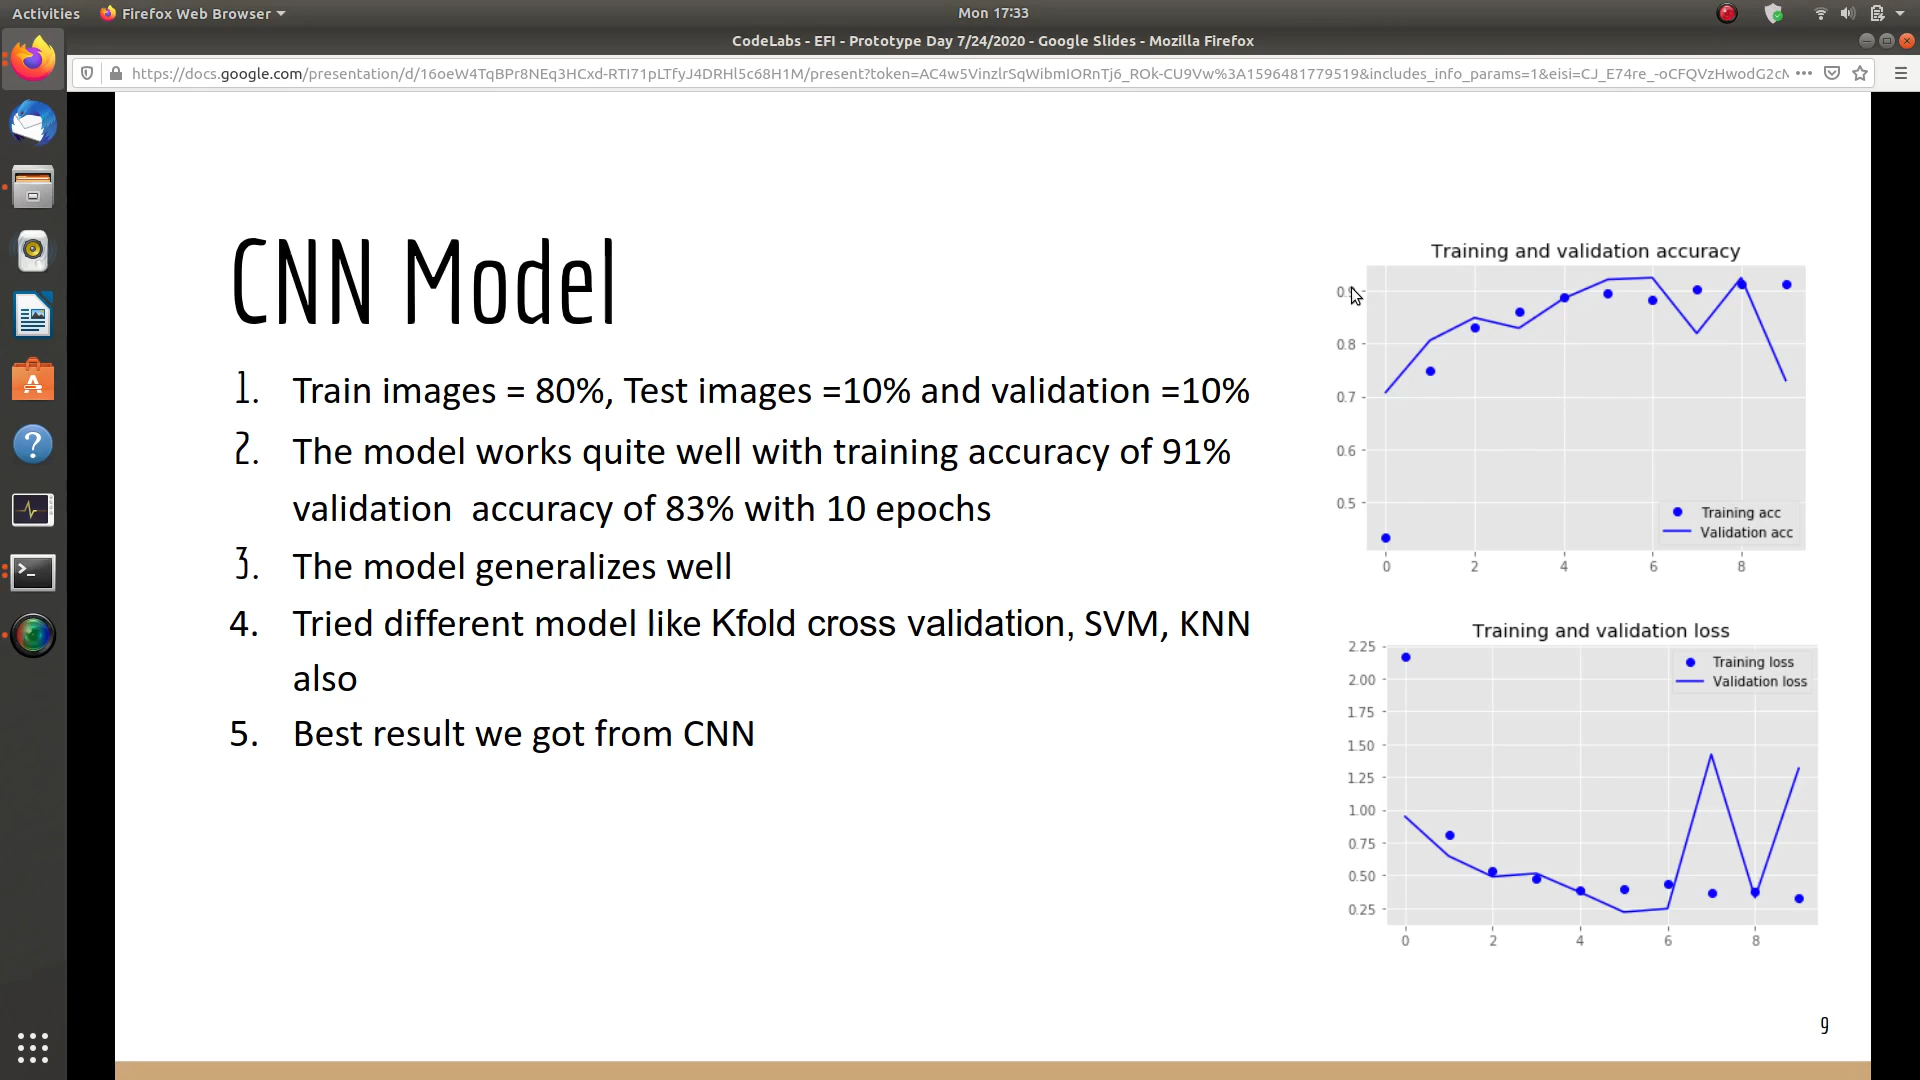 Activities
Firefox Web Browser
Mon 17:33
CodeLabs - EFI - Prototype Day 7/24/2020 - Google Slides - Mozilla Firefox
https://docs.google.com/presentation/d/16oeW4TqBPr8NEq3HCxd-RTI71pLTfyJ4DRHl5c68H1M/present?token=AC4w5VinzlrSqWibmIORnTj6_ROk-CU9Vw%3A1596481779519&includes_info_params=1&eisi=CJ_E74re_-oCFQVzHwodG2cM
CNN Model
1. Train images = 80%, Test images =10% and validation =10%
2. The model works quite well with training accuracy of 91%
validation accuracy of 83% with 10 epochs
3. The model generalizes well
4. Tried different model like Kfold cross validation, SVM, KNN
also
5. Best result we got from CNN
Training and validation accuracy
0.8
0.7
0.6
0.5
Training acc
Validation acc
0 2 4 6 8
Training and validation loss
2.25
2.00
1.75
1.50
1.25
1.00
0.75
0.50
0.25
Training loss
Validation loss
0 2 4 6 8
9